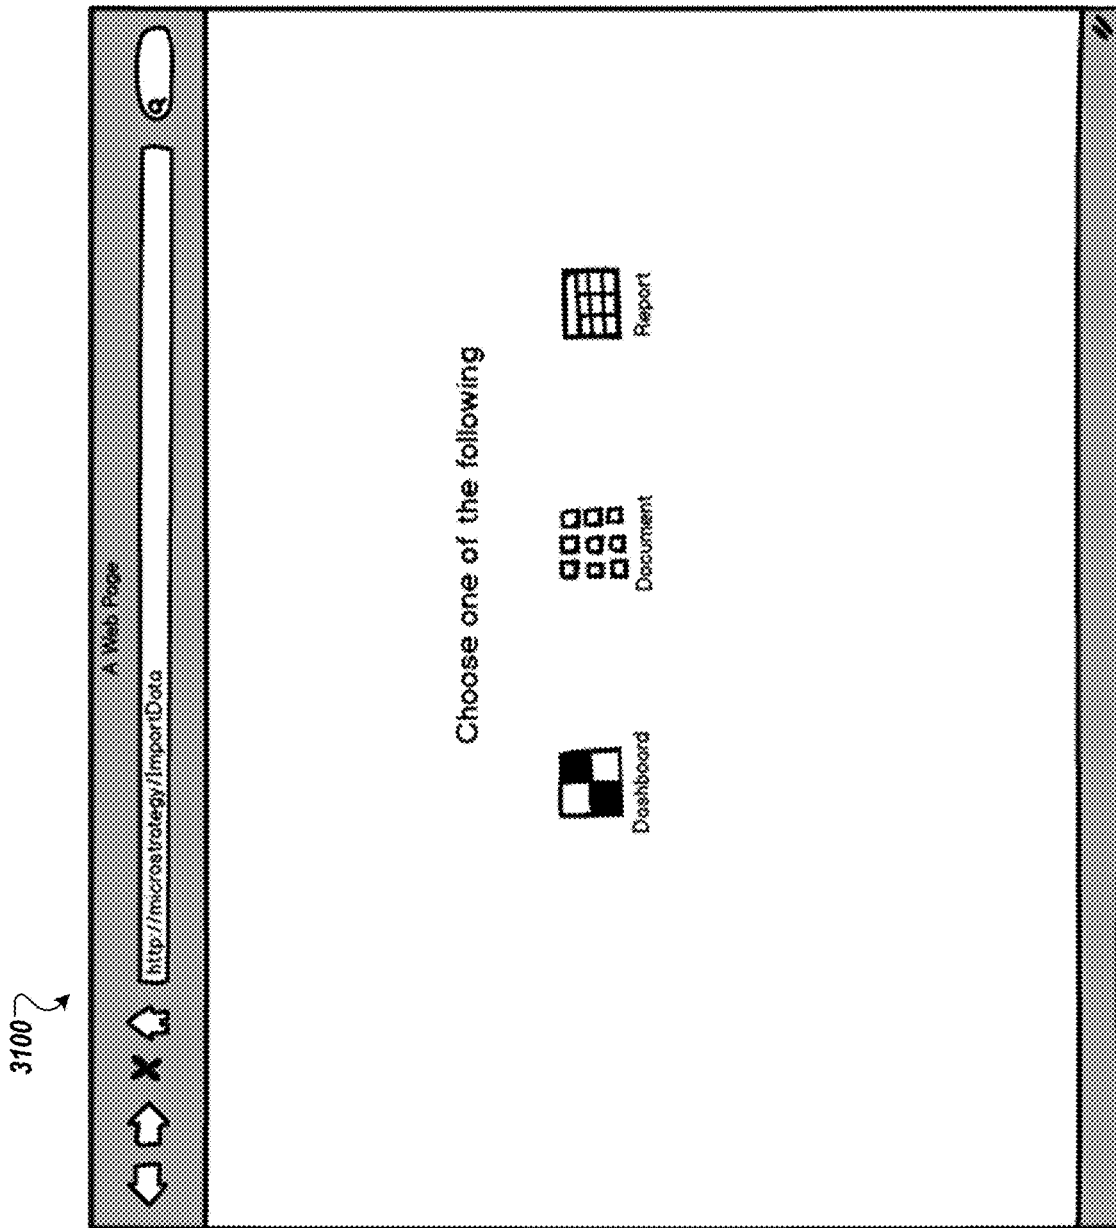 3100
A Web Page
http://microstrategy/ImportData
Choose one of the following
Dashboard
Document
Report